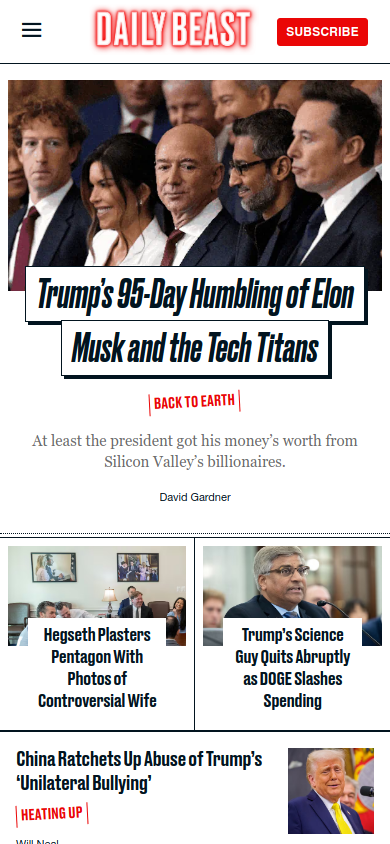 DAILY BEAST
SUBSCRIBE
Trump's 95-Day Humbling of Elon
Musk and the Tech Titans
BACK TO EARTH
At least the president got his money's worth from
Silicon Valley's billionaires.
David Gardner
Hegseth Plasters
Pentagon With
Photos of
Controversial Wife
Trump's Science
Guy Quits Abruptly
as DOGE Slashes
Spending
China Ratchets Up Abuse of Trump's
'Unilateral Bullying'
HEATING UP
Will Neal